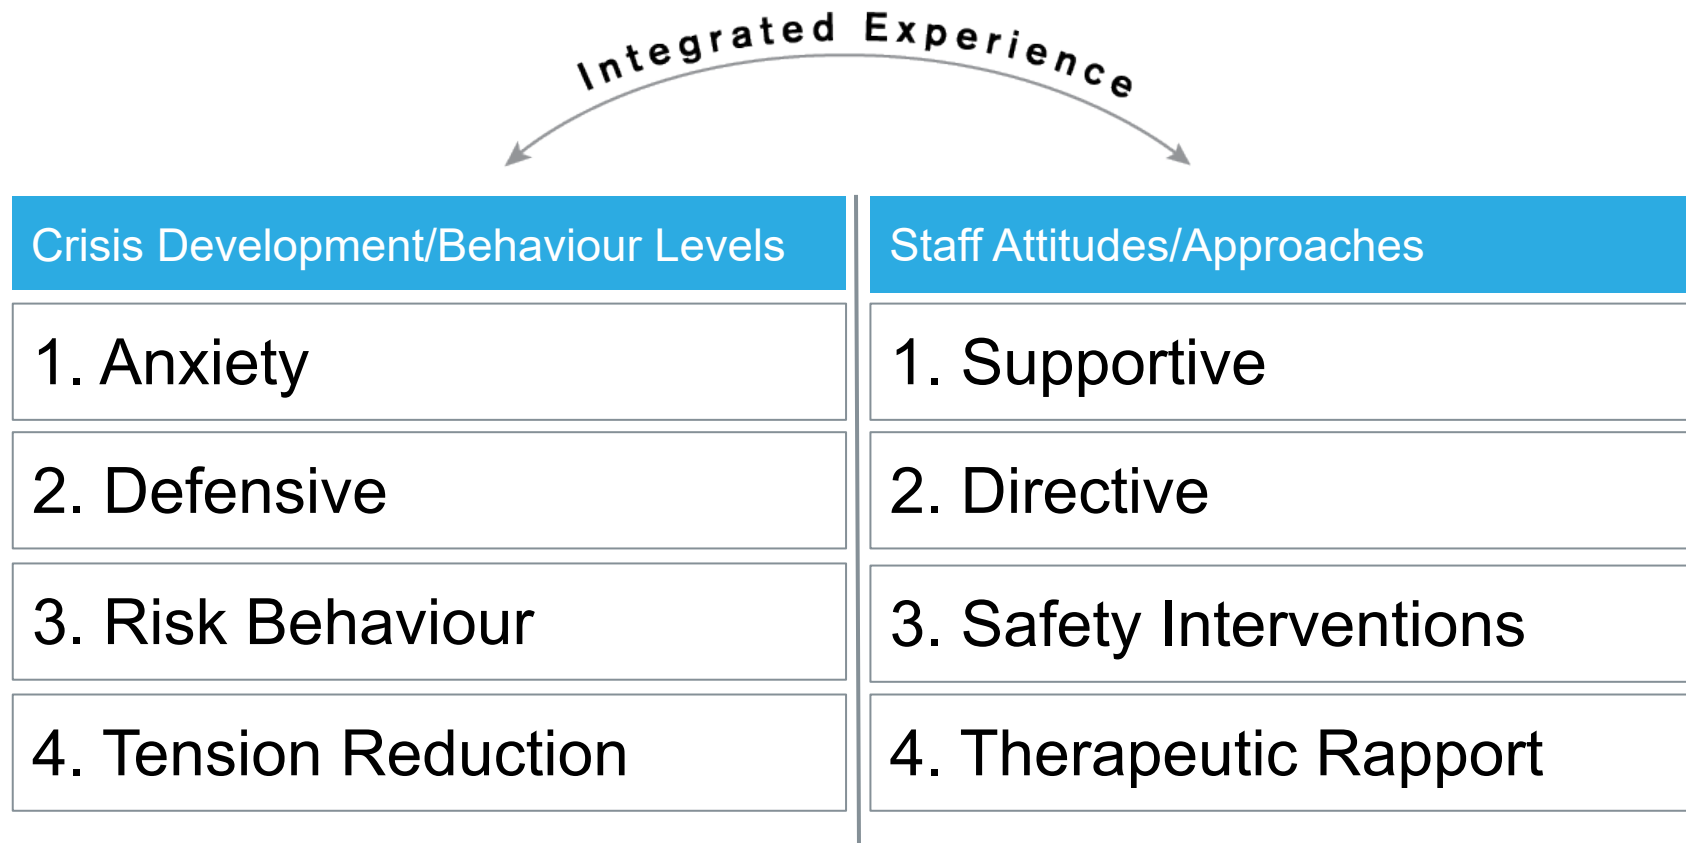 Integrated Experience
Crisis Development/Behaviour Levels
1. Anxiety
2. Defensive
3. Risk Behaviour
4. Tension Reduction
Staff Attitudes/Approaches
1. Supportive
2. Directive
3. Safety Interventions
4. Therapeutic Rapport